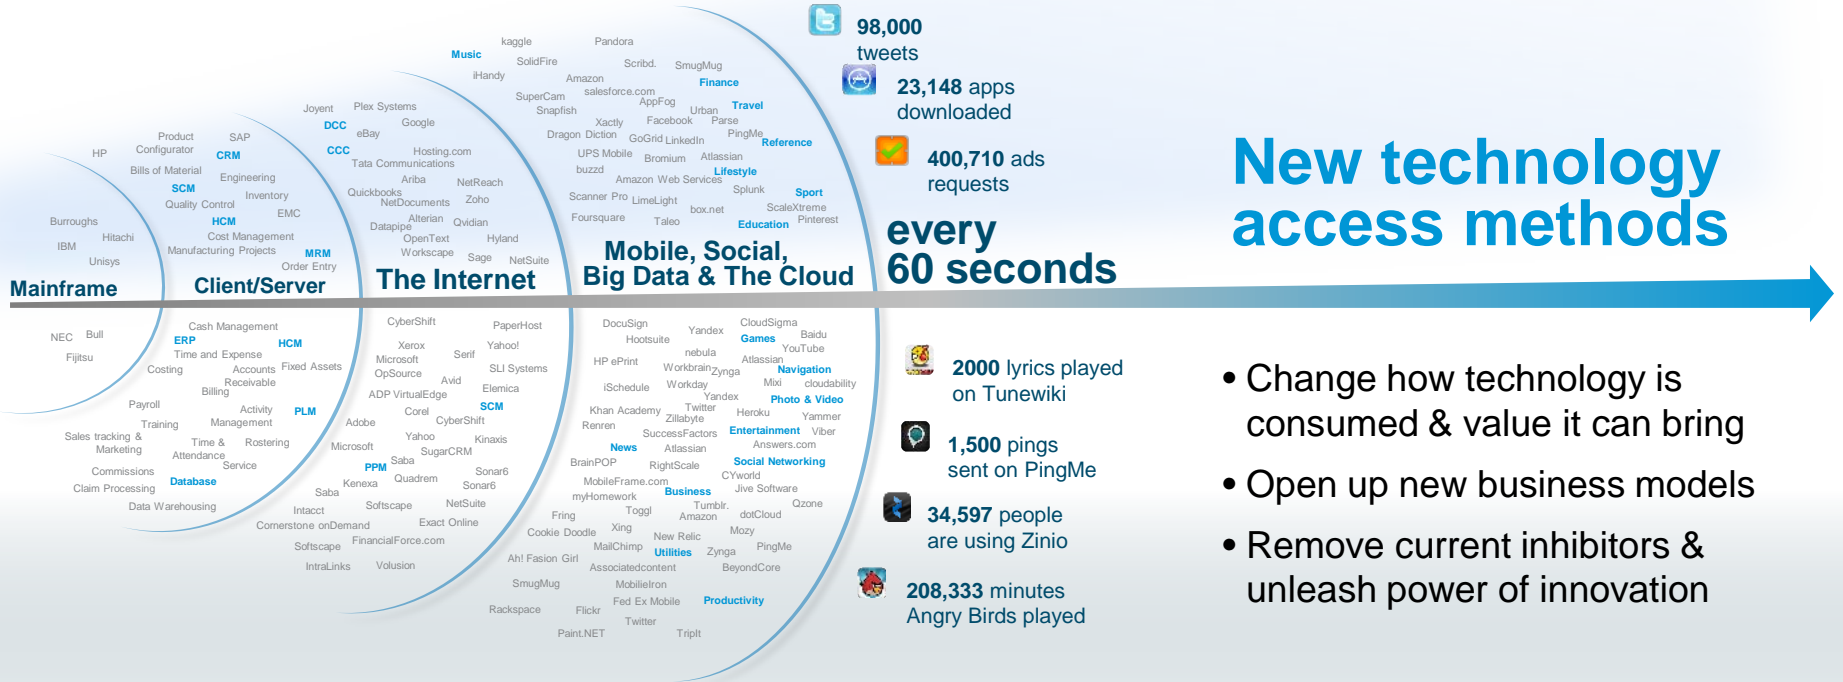 HP
Burroughs
Hitachi
IBM
Unisys
Mainframe
NEC
Bull
Fijitsu
Product
Configurator
SAP
CRM
Bills of Material
Engineering
SCM
Inventory
Quality Control
EMC
HCM
Cost Management
Manufacturing Projects
MRM
Order Entry
Client/Server
Cash Management
ERP
HCM
Time and Expense
Costing
Accounts
Receivable
Fixed Assets
Billing
Payroll
Activity
Management
PLM
Training
Sales tracking &
Marketing
Time &
Attendance
Rostering
Service
Commissions
Database
Claim Processing
Data Warehousing
Joyent
Plex Systems
DCC
Google
eBay
CCC
Hosting.com
Tata Communications
Ariba
NetReach
Quickbooks
NetDocuments
Zoho
Alterian
Datapipe
Qvidian
OpenText
Hyland
Workscape
Sage
NetSuite
The Internet
CyberShift
PaperHost
Xerox
Yahoo!
Serif
Microsoft
OpSource
SLI Systems
Avid
Elemica
ADP VirtualEdge
Corel
SCM
Adobe
CyberShift
Yahoo
Kinaxis
Microsoft
SugarCRM
PPM
Saba
Sonar6
Kenexa
Quadrem
Sonar6
Saba
Intacct
Softscape
NetSuite
Cornerstone onDemand
Exact Online
Softscape
FinancialForce.com
IntraLinks
Volusion
kaggle
Pandora
Music
SolidFire
Scribd.
SmugMug
iHandy
Amazon
Finance
salesforce.com
SuperCam
AppFog
Travel
Snapfish
Urban
Xactly
Facebook
Parse
Dragon Diction
GoGrid
LinkedIn
PingMe
Reference
UPS Mobile
Bromium
Atlassian
buzzd
Lifestyle
Amazon Web Services
Splunk
Sport
Scanner Pro
LimeLight
box.net
ScaleXtreme
Foursquare
Taleo
Education
Pinterest
Mobile, Social,
Big Data & The Cloud
DocuSign
Yandex
CloudSigma
Hootsuite
Games
Baidu
nebula
YouTube
HP ePrint
Atlassian
Workbrain
Zynga
Navigation
iSchedule
Workday
Mixi
cloudability
Yandex
Photo & Video
Khan Academy
Twitter
Heroku
Renren
Zillabyte
Yammer
SuccessFactors
Entertainment
Viber
News
Atlassian
Answers.com
BrainPOP
RightScale
Social Networking
MobileFrame.com
CYworld
myHomework
Business
Jive Software
Toggl
Tumblr.
Qzone
Fring
Amazon
dotCloud
Cookie Doodle
Xing
New Relic
Mozy
MailChimp
Utilities
Zynga
PingMe
Ah! Fasion Girl
Associatedcontent
BeyondCore
SmugMug
MobilieIron
Fed Ex Mobile
Productivity
Rackspace
Flickr
Twitter
Paint.NET
TripIt
98,000
tweets
23,148 apps
downloaded
400,710 ads
requests
every
60 seconds
2000 lyrics played
on Tunewiki
1,500 pings
sent on PingMe
34,597 people
are using Zinio
208,333 minutes
Angry Birds played
New technology
access methods
• Change how technology is
consumed & value it can bring
• Open up new business models
• Remove current inhibitors &
unleash power of innovation